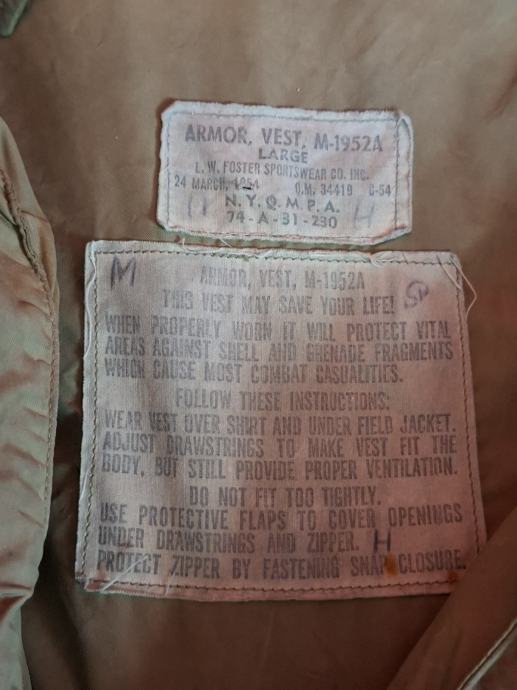 ARMOR, VEST, M-1952A
LARGE
L. W. FOSTER SPORTSWEAR CO. INC.
24 MARCH, 1954 Q.M. 34419 C-54
N.Y.Q.M.P.A.
74-A-31-230
H
M
ARMOR, VEST, M-1952A
THIS VEST MAY SAVE YOUR LIFE!
WHEN PROPERLY WORN IT WILL PROTECT VITAL
AREAS AGAINST SHELL AND GRENADE FRAGMENTS
WHICH CAUSE MOST COMBAT CASUALITIES.
FOLLOW THESE INSTRUCTIONS:
WEAR VEST OVER SHIRT AND UNDER FIELD JACKET.
ADJUST DRAWSTRINGS TO MAKE VEST FIT THE
BODY, BUT STILL PROVIDE PROPER VENTILATION.
DO NOT FIT TOO TIGHTLY.
USE PROTECTIVE FLAPS TO COVER OPENINGS
UNDER DRAWSTRINGS AND ZIPPER. H
PROTECT ZIPPER BY FASTENING SNAP CLOSURE.